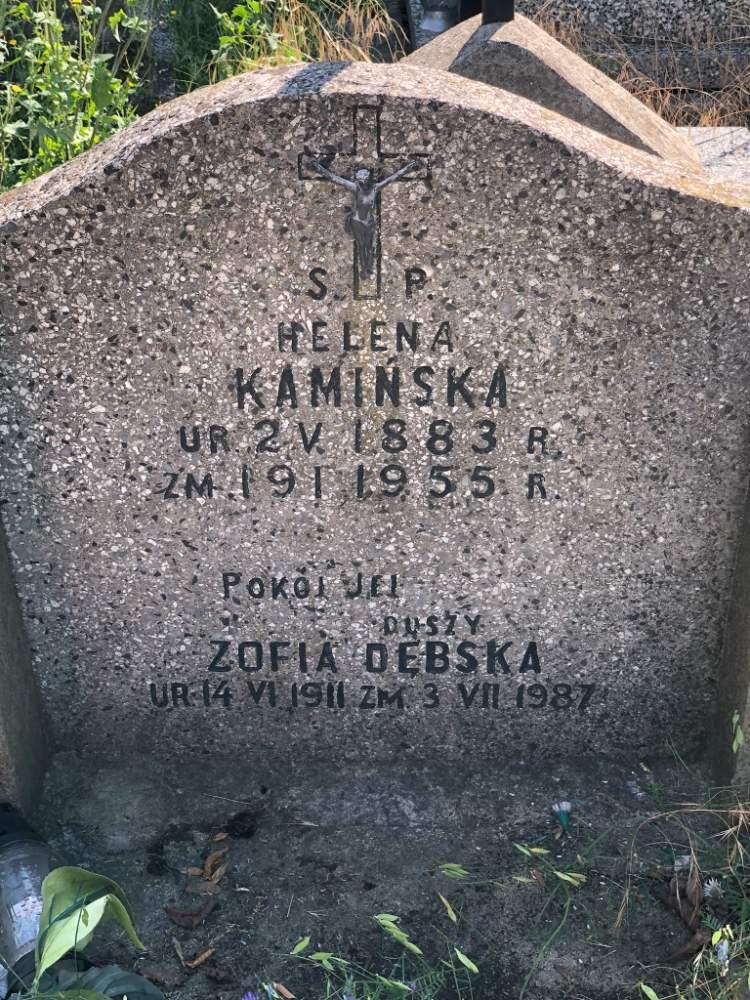 S. P.
HELENA
KAMIŃSKA
UR. 2 V. 1883 R.
ZM. 19 I 1955 R.
POKÓJ JEJ
DUSZY
ZOFIA DĘBSKA
UR 14 VI 1911 ZM. 3 VII 1987